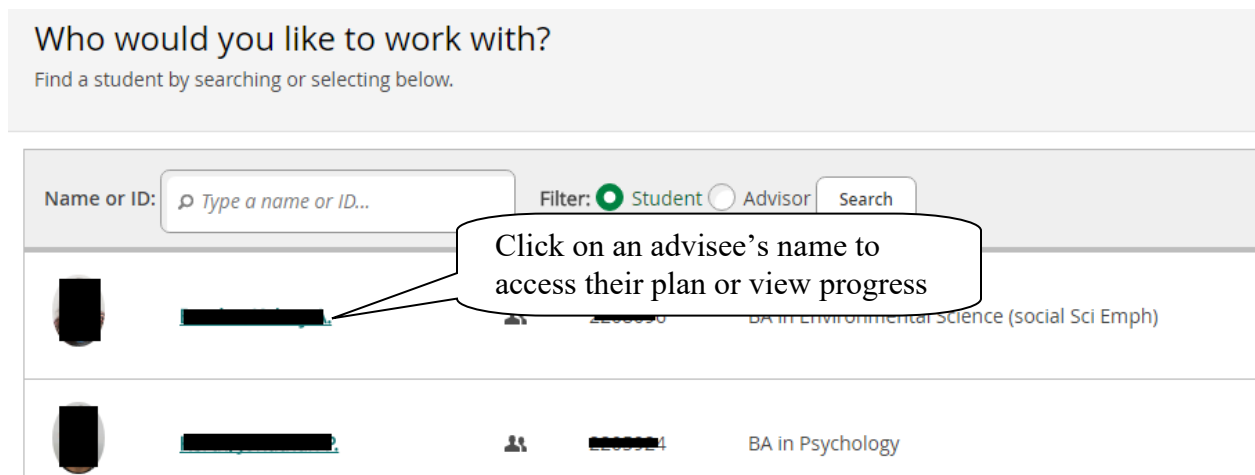 Who would you like to work with?
Find a student by searching or selecting below.
Name or ID: Type a name or ID... Filter: Student Advisor Search
Click on an advisee’s name to
access their plan or view progress
BA in Environmental Science (social Sci Emph)
BA in Psychology